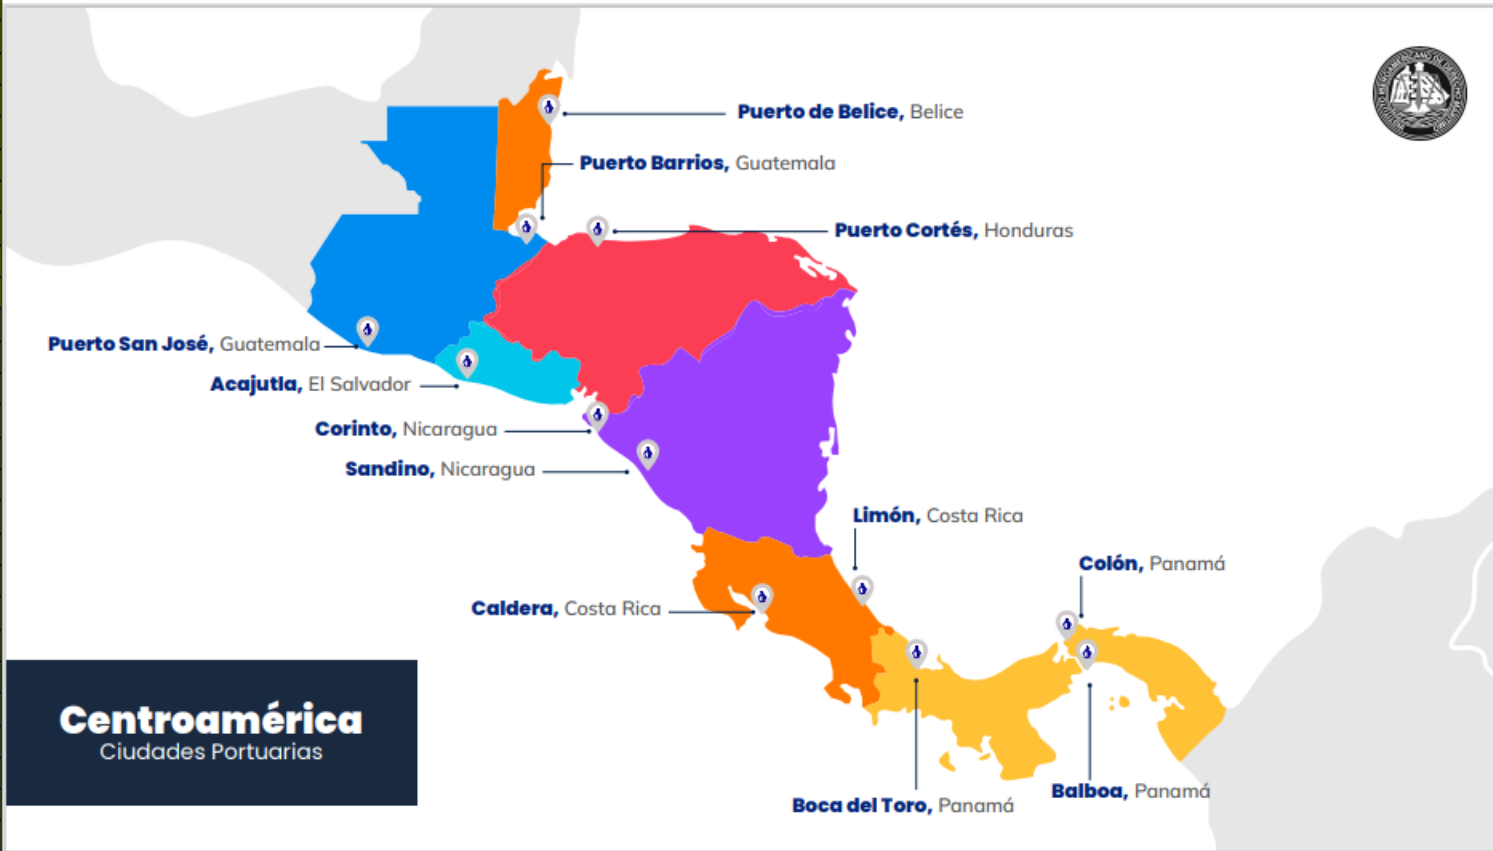 Puerto de Belice, Belice
Puerto Barrios, Guatemala
Puerto Cortés, Honduras
Puerto San José, Guatemala
Acajutla, El Salvador
Corinto, Nicaragua
Sandino, Nicaragua
Limón, Costa Rica
Colón, Panamá
Caldera, Costa Rica
Boca del Toro, Panamá
Balboa, Panamá
Centroamérica
Ciudades Portuarias